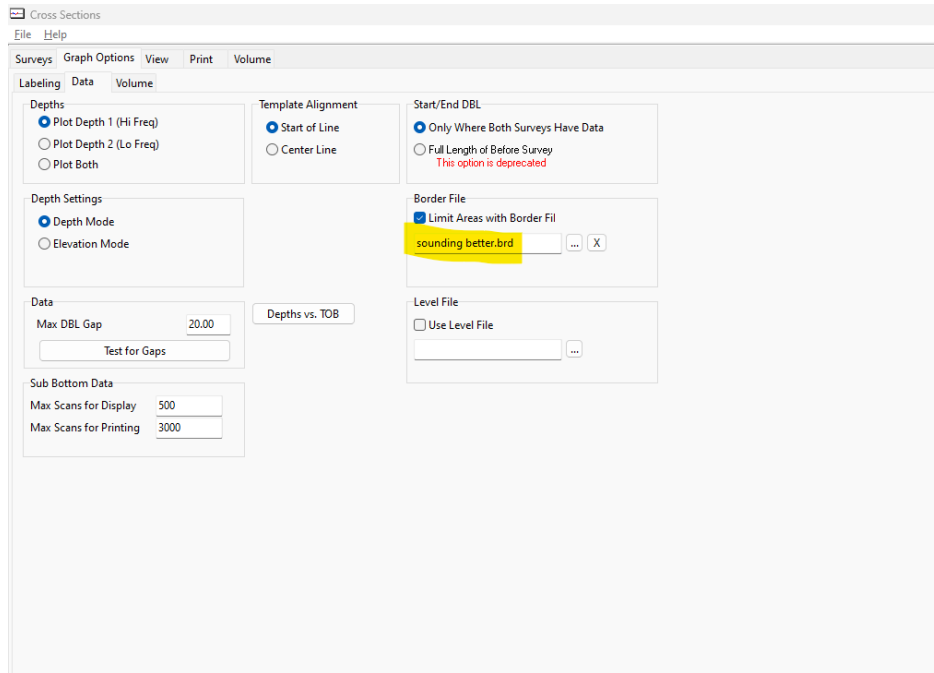 Cross Sections
File Help
Surveys Graph Options View Print Volume
Labeling Data Volume
Depths
Plot Depth 1 (Hi Freq)
Plot Depth 2 (Lo Freq)
Plot Both
Template Alignment
Start of Line
Center Line
Start/End DBL
Only Where Both Surveys Have Data
Full Length of Before Survey
This option is deprecated
Depth Settings
Depth Mode
Elevation Mode
Border File
Limit Areas with Border Fil
sounding better.brd ... X
Data
Max DBL Gap 20.00
Test for Gaps
Depths vs. TOB
Level File
Use Level File
...
Sub Bottom Data
Max Scans for Display 500
Max Scans for Printing 3000